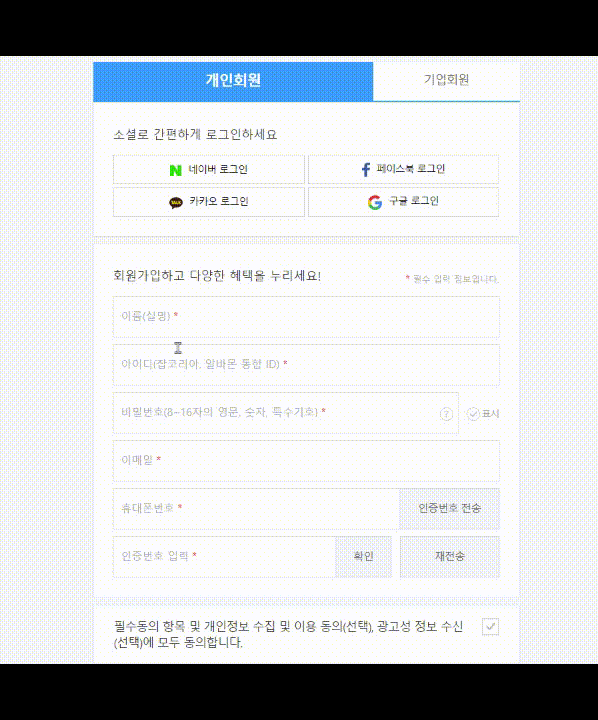 개인회원
기업회원
소셜로 간편하게 로그인하세요
네이버 로그인
페이스북 로그인
카카오 로그인
구글 로그인
회원가입하고 다양한 혜택을 누리세요!
* 필수 입력 정보입니다.
이름(실명) *
아이디(잡코리아, 알바몬 통합 ID) *
비밀번호(8~16자의 영문, 숫자, 특수기호) *
? 표시
이메일 *
휴대폰번호 *
인증번호 전송
인증번호 입력 *
확인
재전송
필수동의 항목 및 개인정보 수집 및 이용 동의(선택), 광고성 정보 수신
(선택)에 모두 동의합니다.